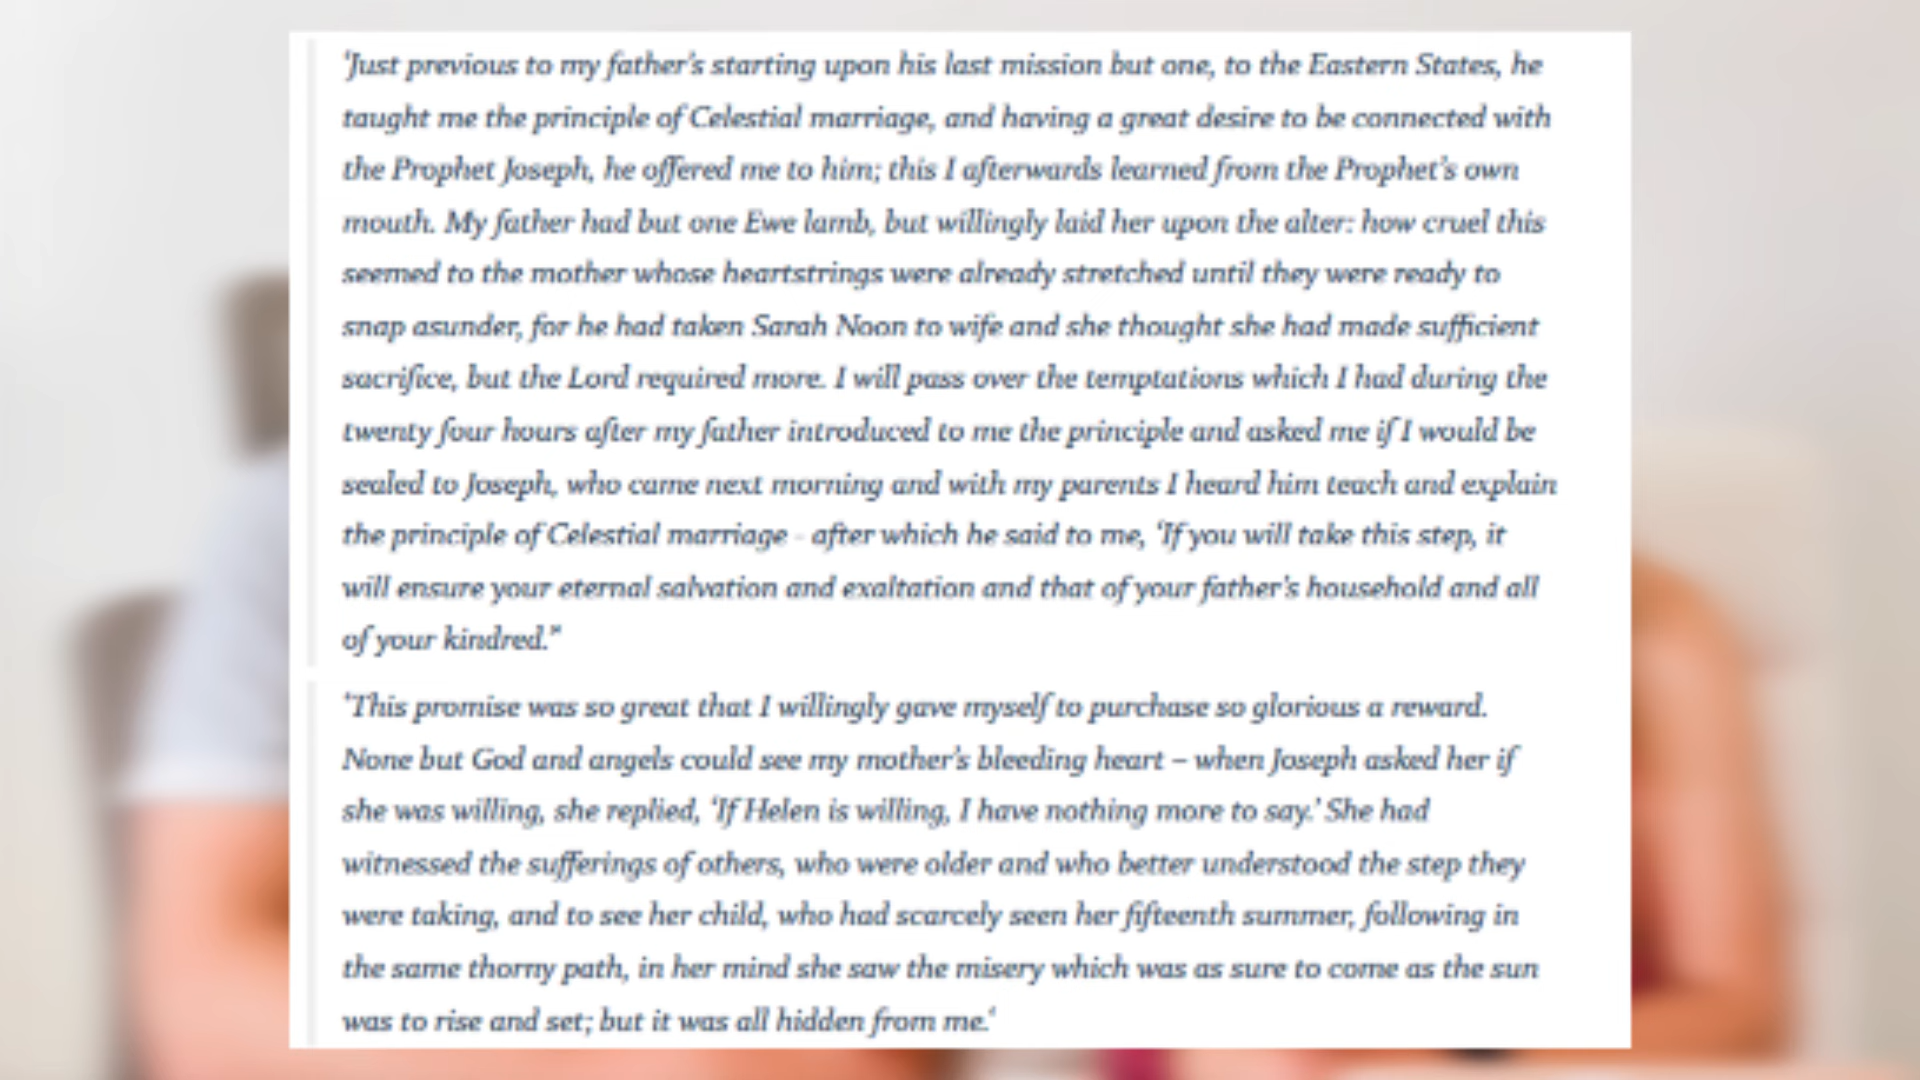 'Just previous to my father's starting upon his last mission but one, to the Eastern States, he
taught me the principle of Celestial marriage, and having a great desire to be connected with
the Prophet Joseph, he offered me to him; this I afterwards learned from the Prophet's own
mouth. My father had but one Ewe lamb, but willingly laid her upon the alter: how cruel this
seemed to the mother whose heartstrings were already stretched until they were ready to
snap asunder, for he had taken Sarah Noon to wife and she thought she had made sufficient
sacrifice, but the Lord required more. I will pass over the temptations which I had during the
twenty four hours after my father introduced to me the principle and asked me if I would be
sealed to Joseph, who came next morning and with my parents I heard him teach and explain
the principle of Celestial marriage - after which he said to me, 'If you will take this step, it
will ensure your eternal salvation and exaltation and that of your father's household and all
of your kindred."
'This promise was so great that I willingly gave myself to purchase so glorious a reward.
None but God and angels could see my mother's bleeding heart – when Joseph asked her if
she was willing, she replied, 'If Helen is willing, I have nothing more to say.' She had
witnessed the sufferings of others, who were older and who better understood the step they
were taking, and to see her child, who had scarcely seen her fifteenth summer, following in
the same thorny path, in her mind she saw the misery which was as sure to come as the sun
was to rise and set; but it was all hidden from me.'